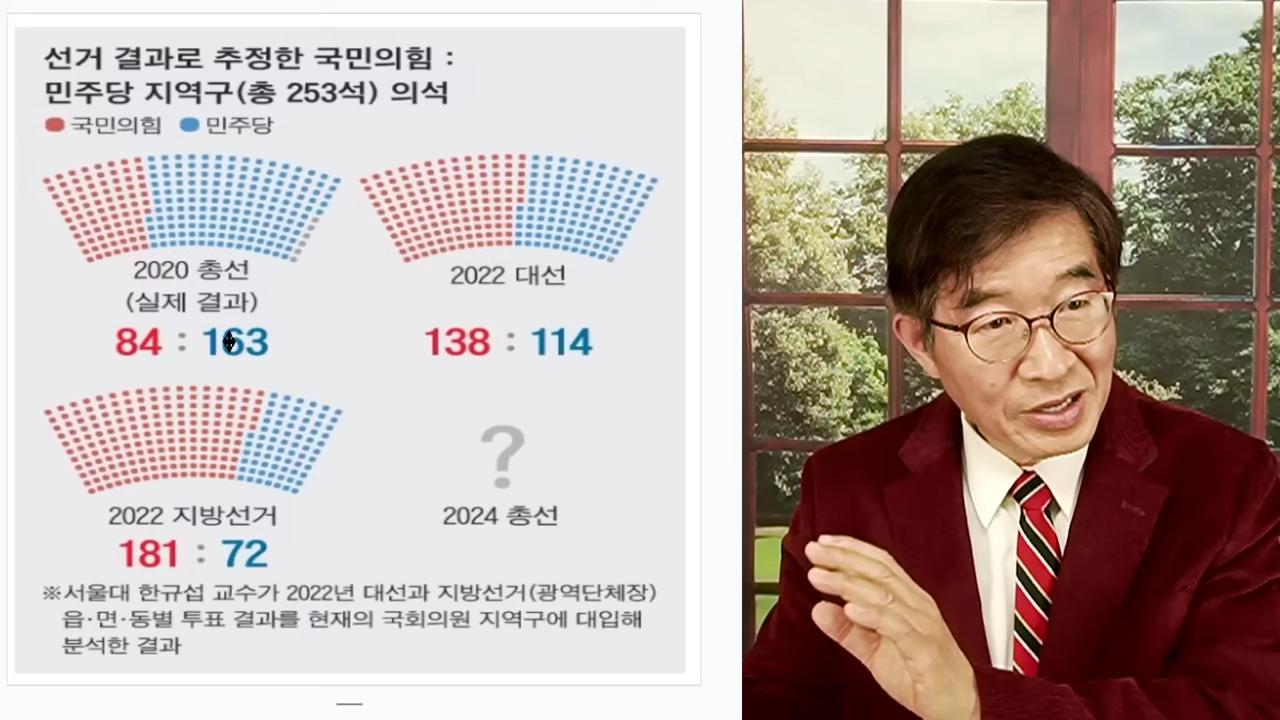 선거 결과로 추정한 국민의힘 :
민주당 지역구(총 253석) 의석
국민의힘 민주당
2020 총선
(실제 결과)
84 : 163
2022 대선
138 : 114
2022 지방선거
181 : 72
?
2024 총선
※서울대 한규섭 교수가 2022년 대선과 지방선거(광역단체장)
읍·면·동별 투표 결과를 현재의 국회의원 지역구에 대입해
분석한 결과